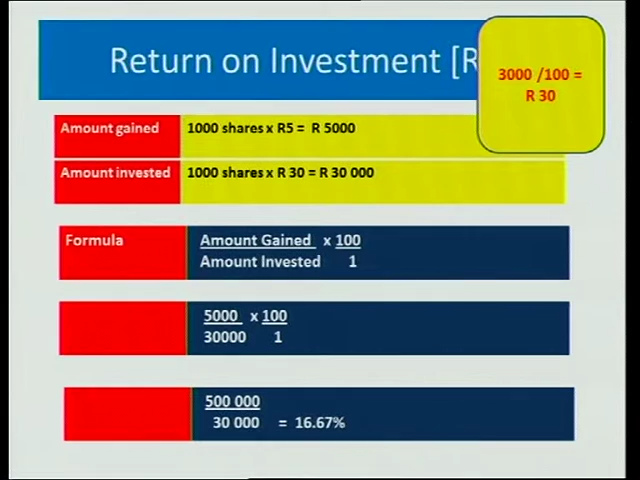 Return on Investment [R
3000 /100 =
R 30
Amount gained
1000 shares x R5 = R 5000
Amount invested
1000 shares x R 30 = R 30 000
Formula
Amount Gained x 100
Amount Invested 1
5000 x 100
30000 1
500 000
30 000 = 16.67%